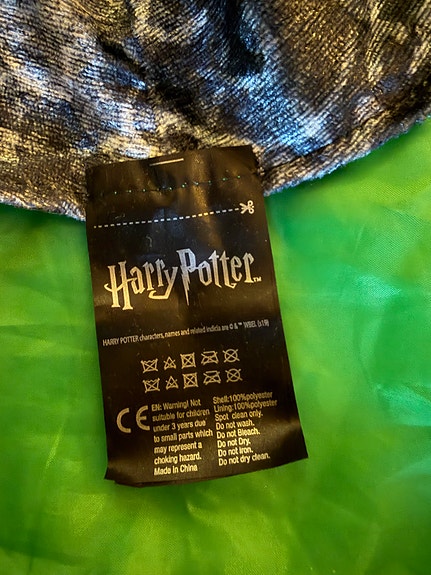 Harry Potter™
HARRY POTTER characters, names and related indicia are © & ™ WBEI. (s19)
CE
EN: Warning! Not
suitable for children
under 3 years due
to small parts which
may represent a
choking hazard.
Made in China
Shell:100%polyester
Lining:100%polyester
Spot clean only.
Do not wash.
Do not Bleach.
Do not Dry.
Do not Iron.
Do not dry clean.